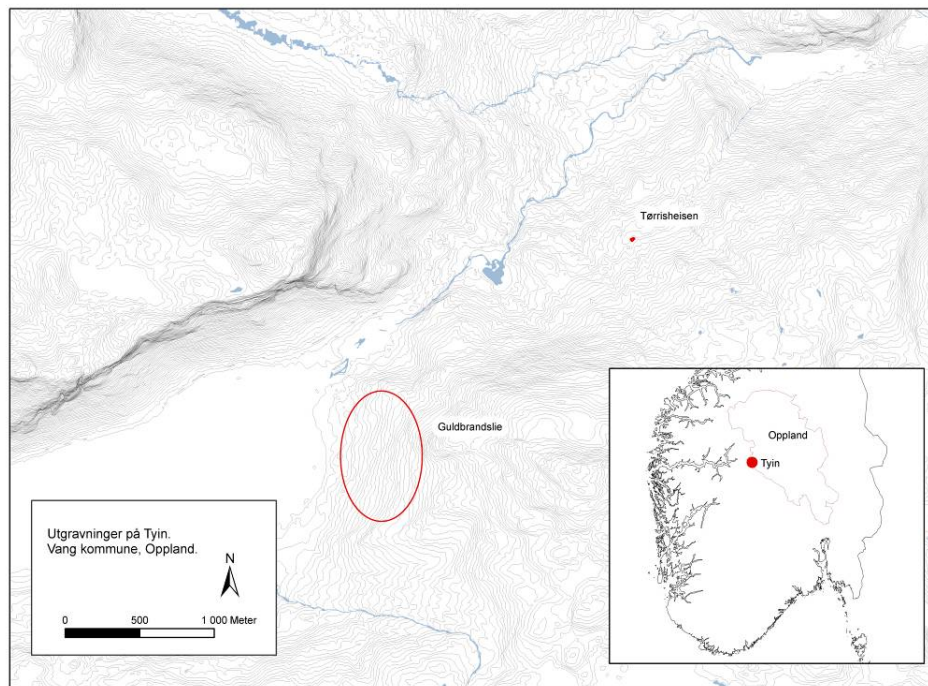 Tørrisheisen
Guldbrandslie
Oppland
Tyin
Utgravninger på Tyin.
Vang kommune, Oppland.
N
0 500 1 000 Meter